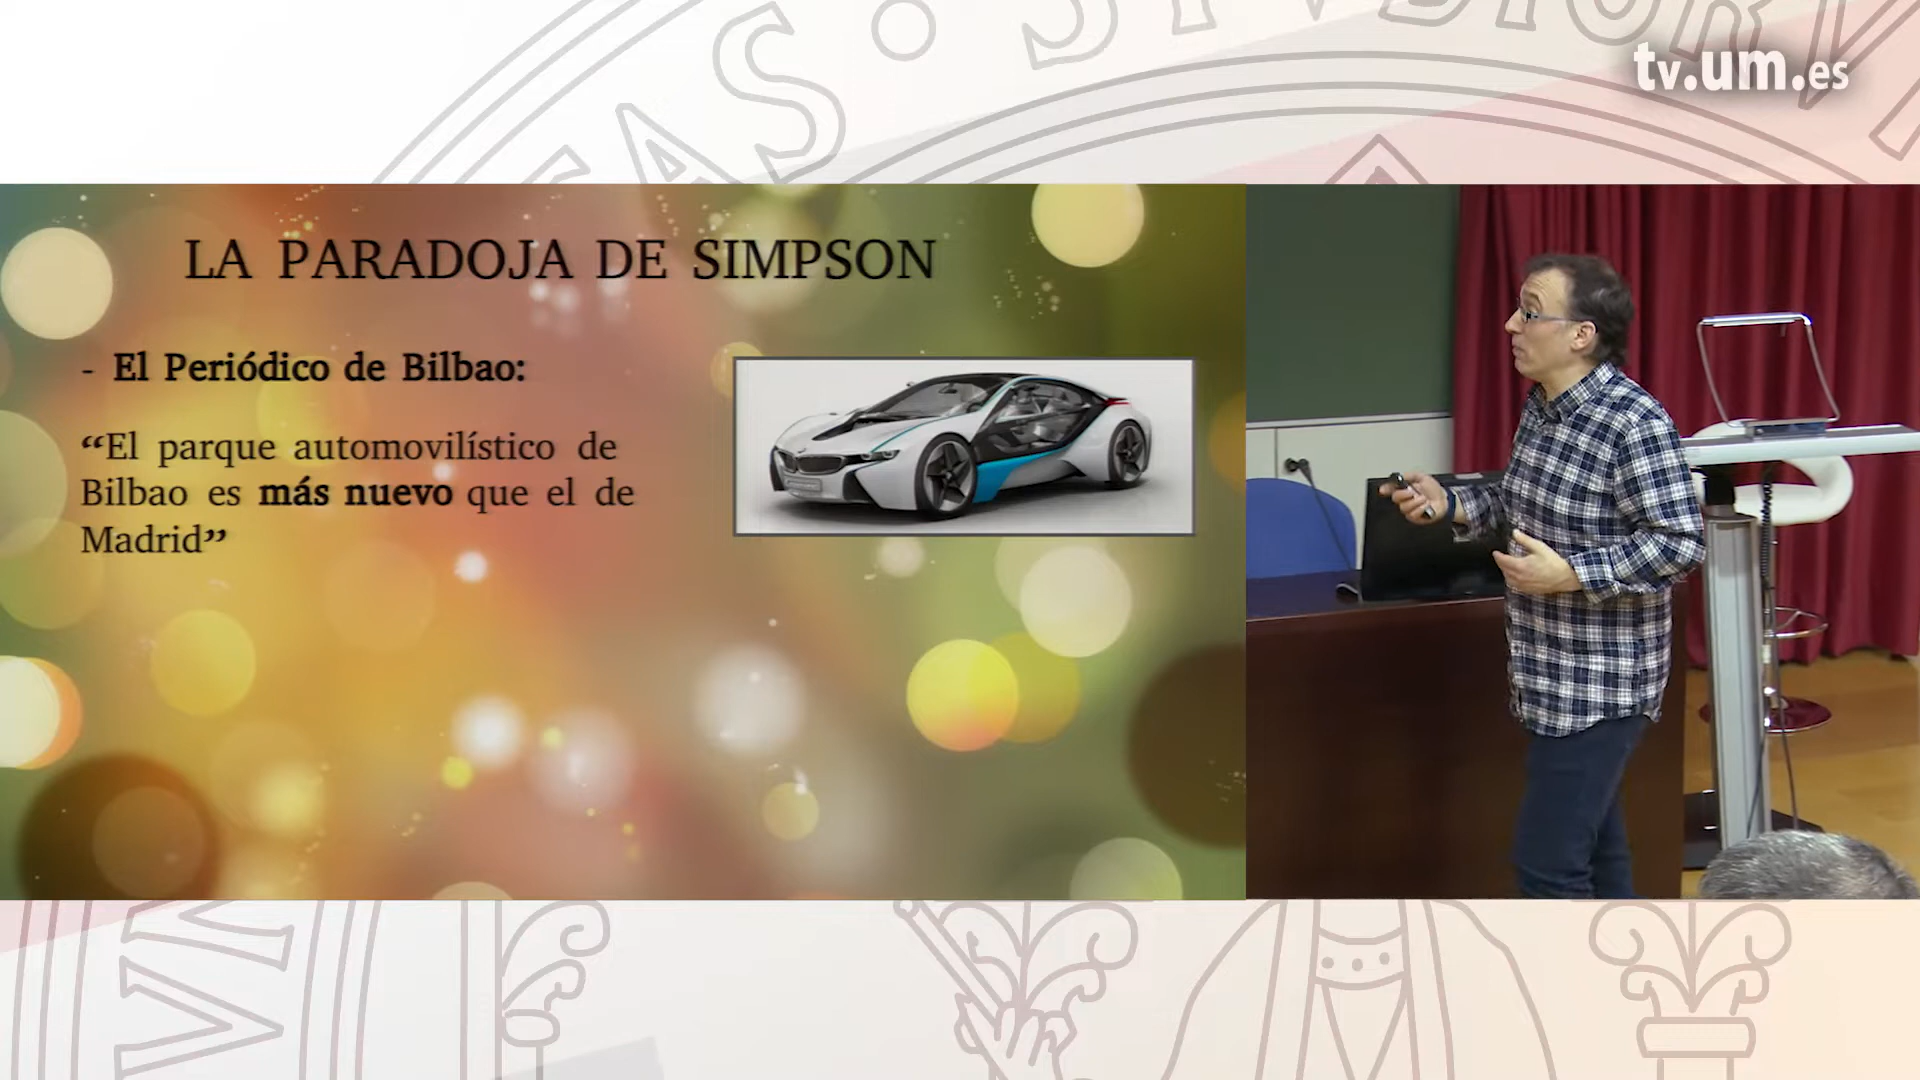 tv.um.es
LA PARADOJA DE SIMPSON
- El Periódico de Bilbao:
“El parque automovilístico de
Bilbao es más nuevo que el de
Madrid”